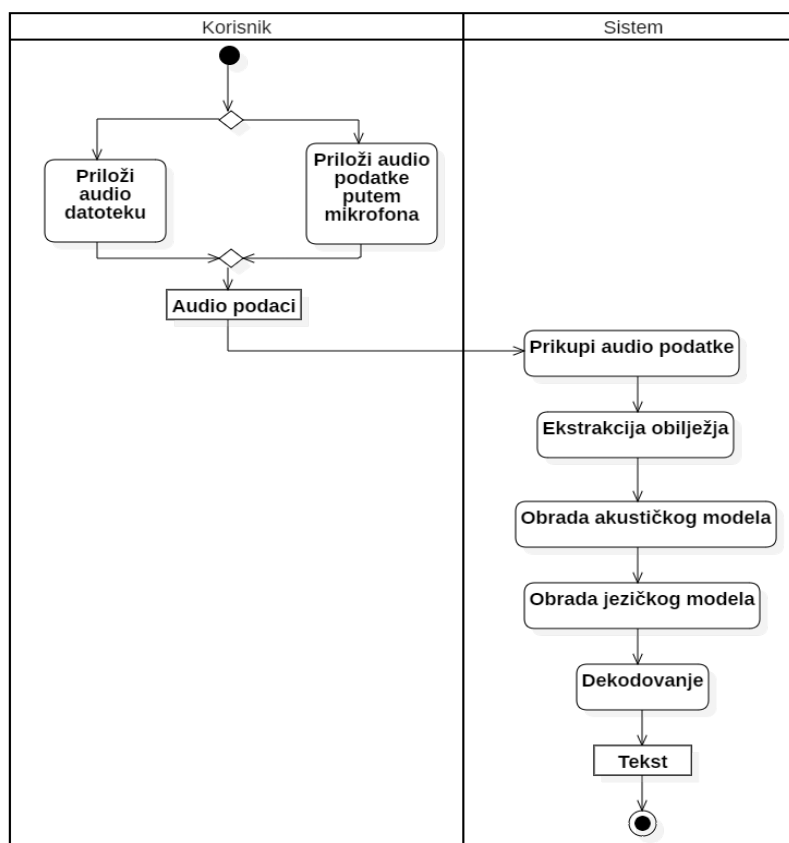 Korisnik
Sistem
Priloži
audio
datoteku
Priloži audio
podatke
putem
mikrofona
Audio podaci
Prikupi audio podatke
Ekstrakcija obilježja
Obrada akustičkog modela
Obrada jezičkog modela
Dekodovanje
Tekst